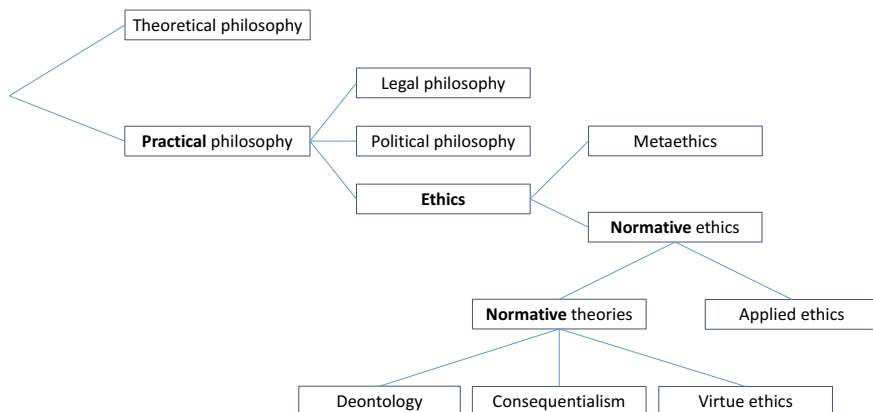 Theoretical philosophy
Legal philosophy
Practical philosophy
Political philosophy
Metaethics
Ethics
Normative ethics
Normative theories
Applied ethics
Deontology
Consequentialism
Virtue ethics